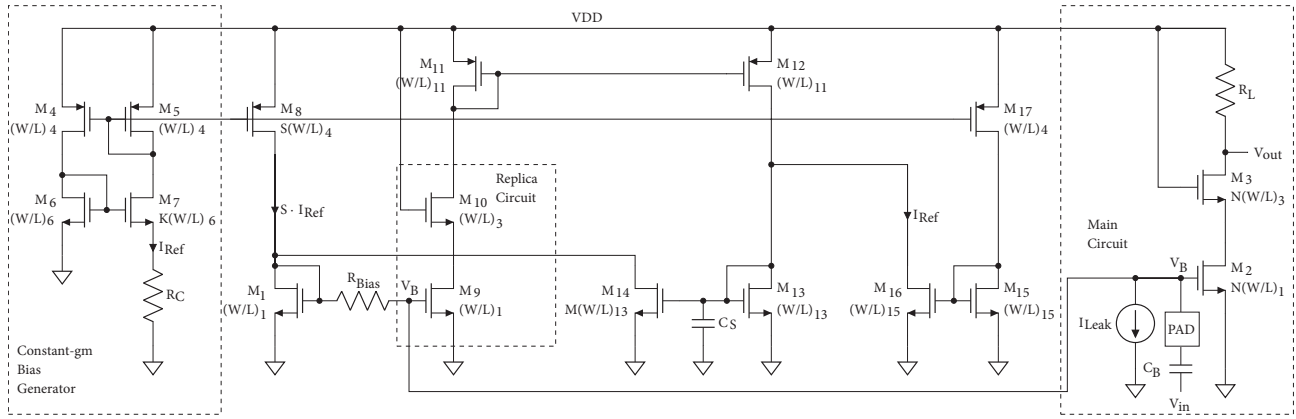 VDD
M4
(W/L)4
M5
(W/L)4
M8
S(W/L)4
M11
(W/L)11
M12
(W/L)11
M17
(W/L)4
RL
Vout
M6
(W/L)6
M7
K(W/L)6
IRef
RC
Constant-gm
Bias
Generator
S · IRef
Replica
Circuit
M10
(W/L)3
IRef
M3
N(W/L)3
Main
Circuit
M1
(W/L)1
RBias
VB
M9
(W/L)1
M14
M(W/L)13
CS
M13
(W/L)13
M16
(W/L)15
M15
(W/L)15
VB
M2
N(W/L)1
ILeak
PAD
CB
Vin